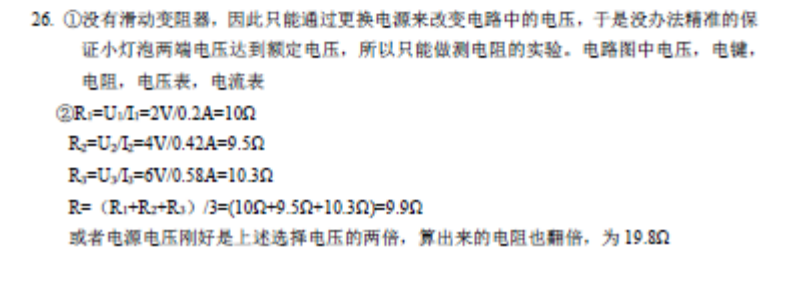 26. ①没有滑动变阻器，因此只能通过更换电源来改变电路中的电压，于是没办法精准的保
证小灯泡两端电压达到额定电压，所以只能做测电阻的实验。电路图中电压，电键，
电阻，电压表，电流表
②R₁=U₁/I₁=2V/0.2A=10Ω
R₂=U₂/I₂=4V/0.42A=9.5Ω
R₃=U₃/I₃=6V/0.58A=10.3Ω
R=（R₁+R₂+R₃）/3=(10Ω+9.5Ω+10.3Ω)=9.9Ω
或者电源电压刚好是上述选择电压的两倍，算出来的电阻也翻倍，为 19.8Ω